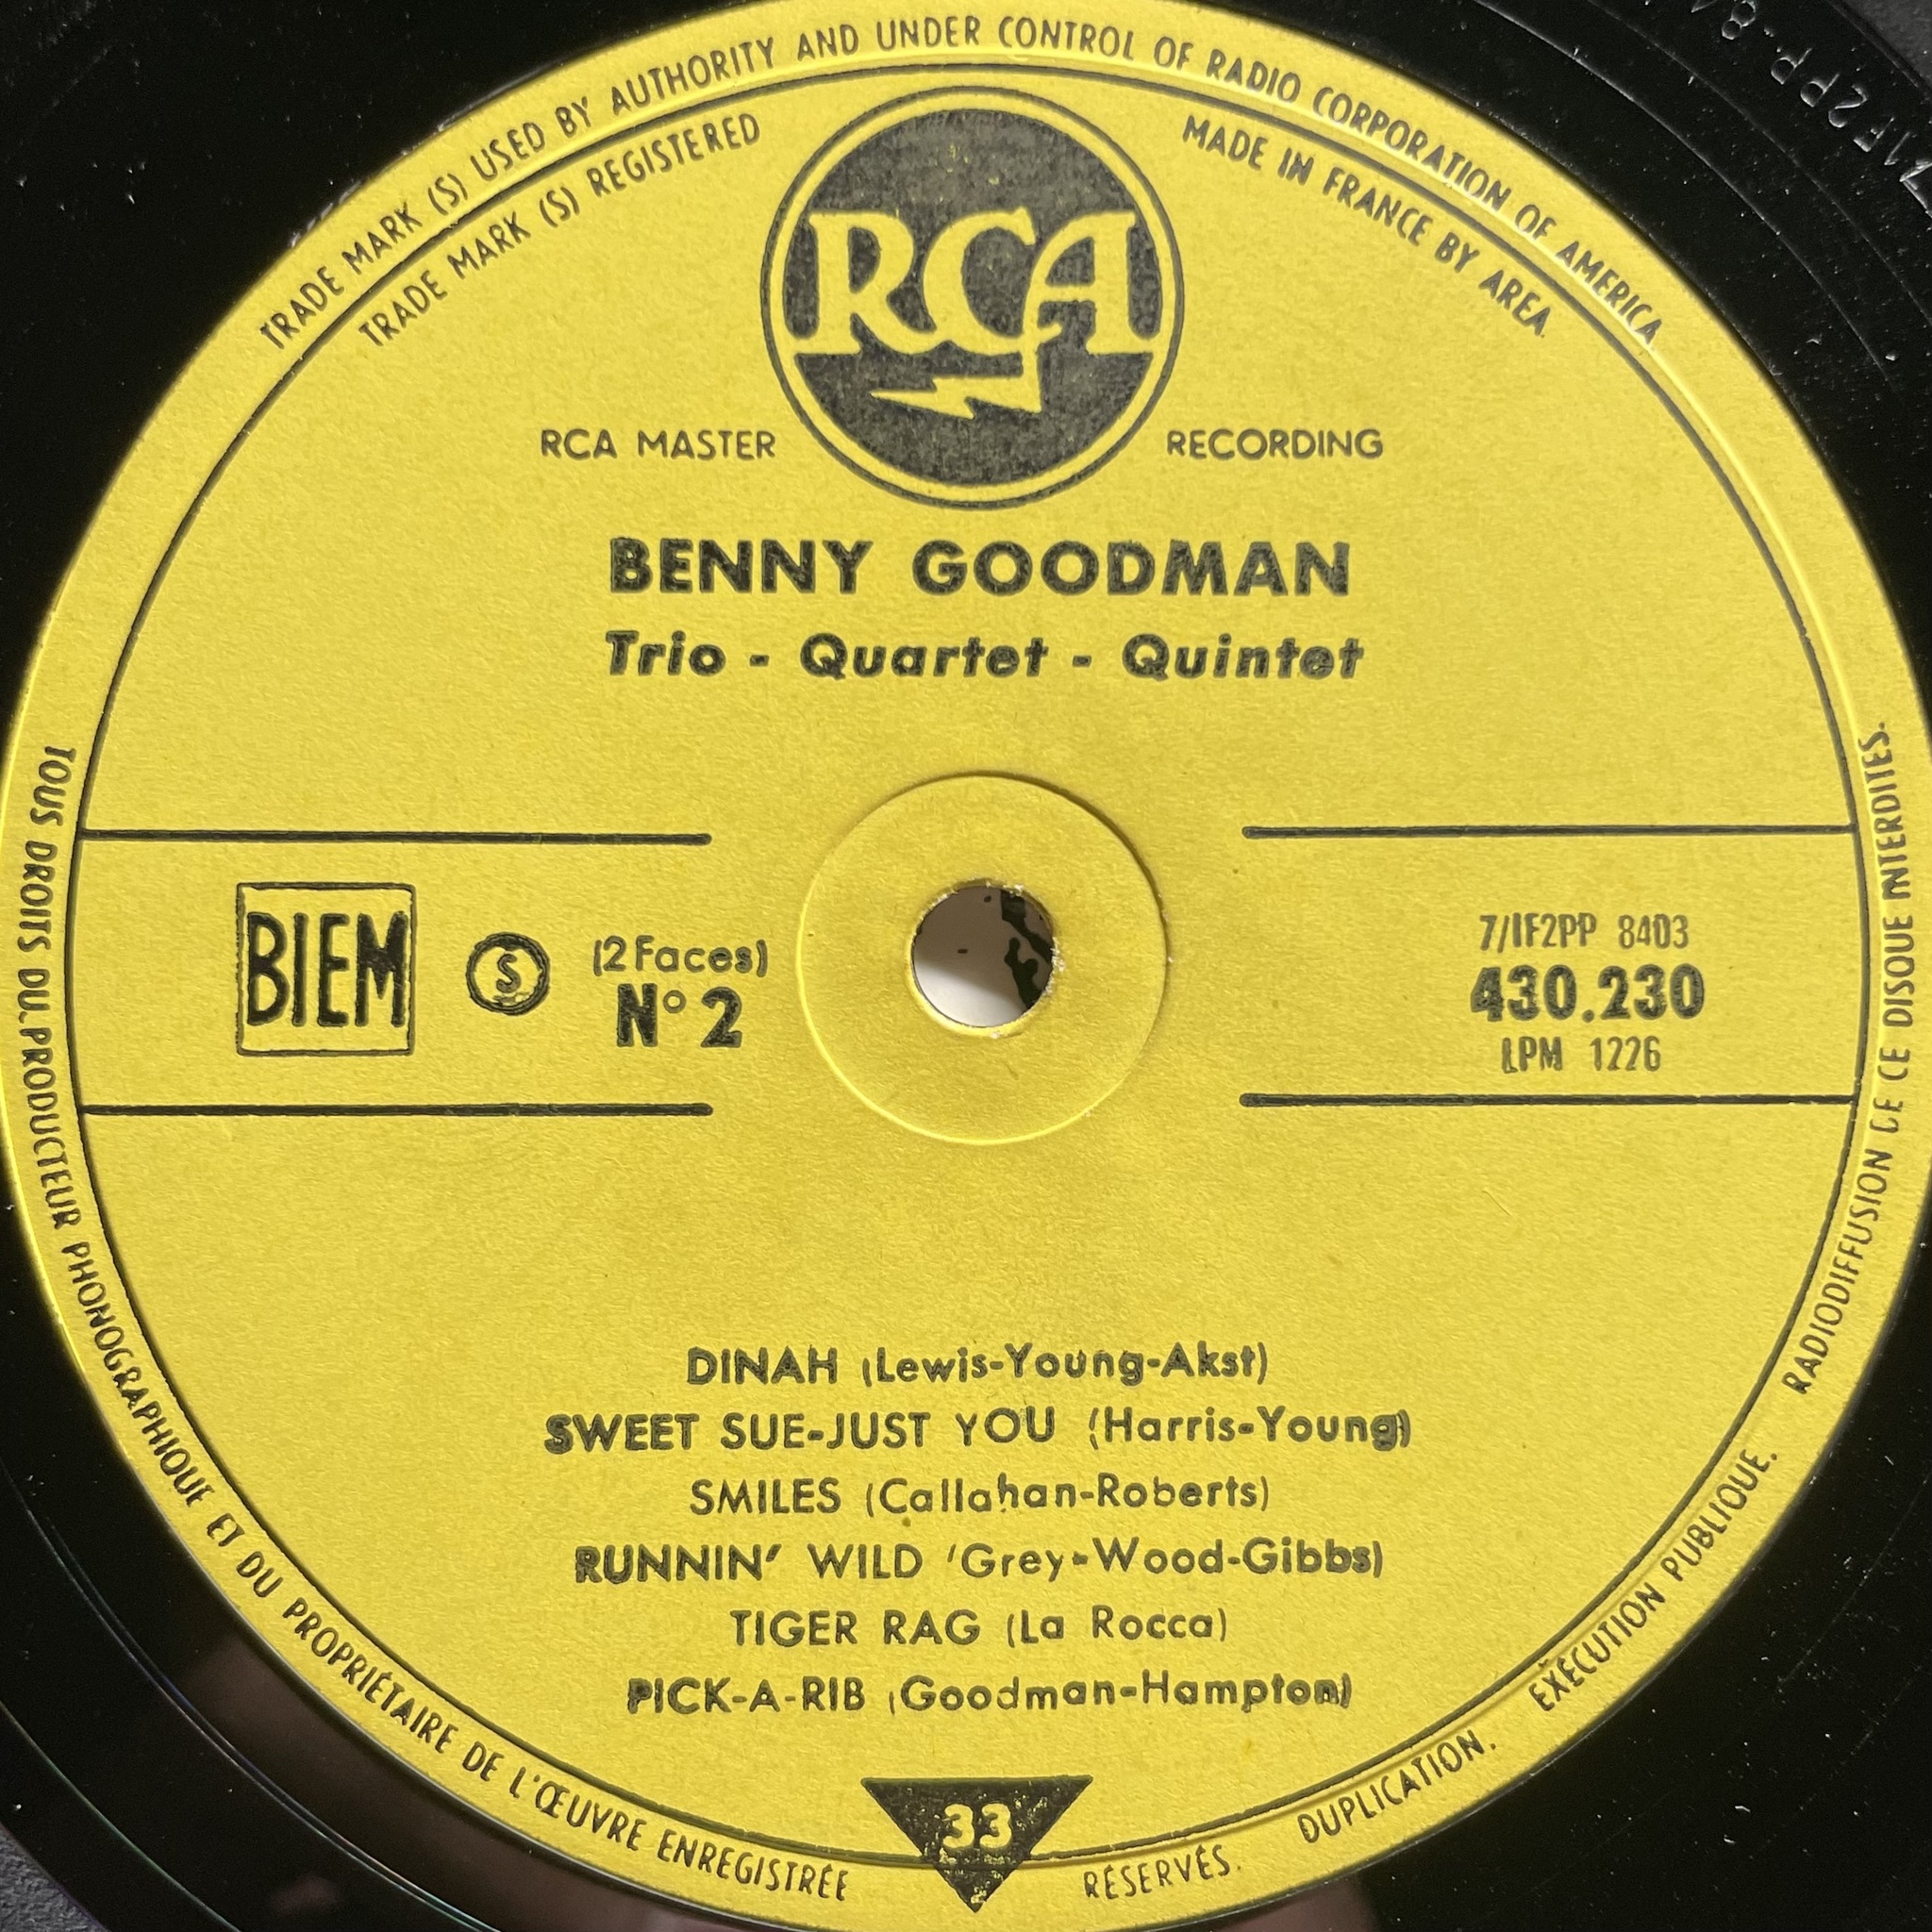 TRADE MARK (S) USED BY AUTHORITY AND UNDER CONTROL OF RADIO CORPORATION OF AMERICA
TRADE MARK (S) REGISTERED
MADE IN FRANCE BY AREA.
RCA
RCA MASTER RECORDING
BENNY GOODMAN
Trio - Quartet - Quintet
BIEM
S
(2 Faces)
N° 2
7/IF2PP 8403
430.230
LPM 1226
DINAH (Lewis-Young-Akst)
SWEET SUE-JUST YOU (Harris-Young)
SMILES (Callahan-Roberts)
RUNNIN' WILD (Grey-Wood-Gibbs)
TIGER RAG (La Rocca)
PICK-A-RIB (Goodman-Hampton)
33
TOUS DROITS DU PRODUCTEUR PHONOGRAPHIQUE ET DU PROPRIÉTAIRE DE L'ŒUVRE ENREGISTRÉE RÉSERVÉS. DUPLICATION. EXÉCUTION PUBLIQUE. RADIODIFFUSION DE CE DISQUE INTERDITES.